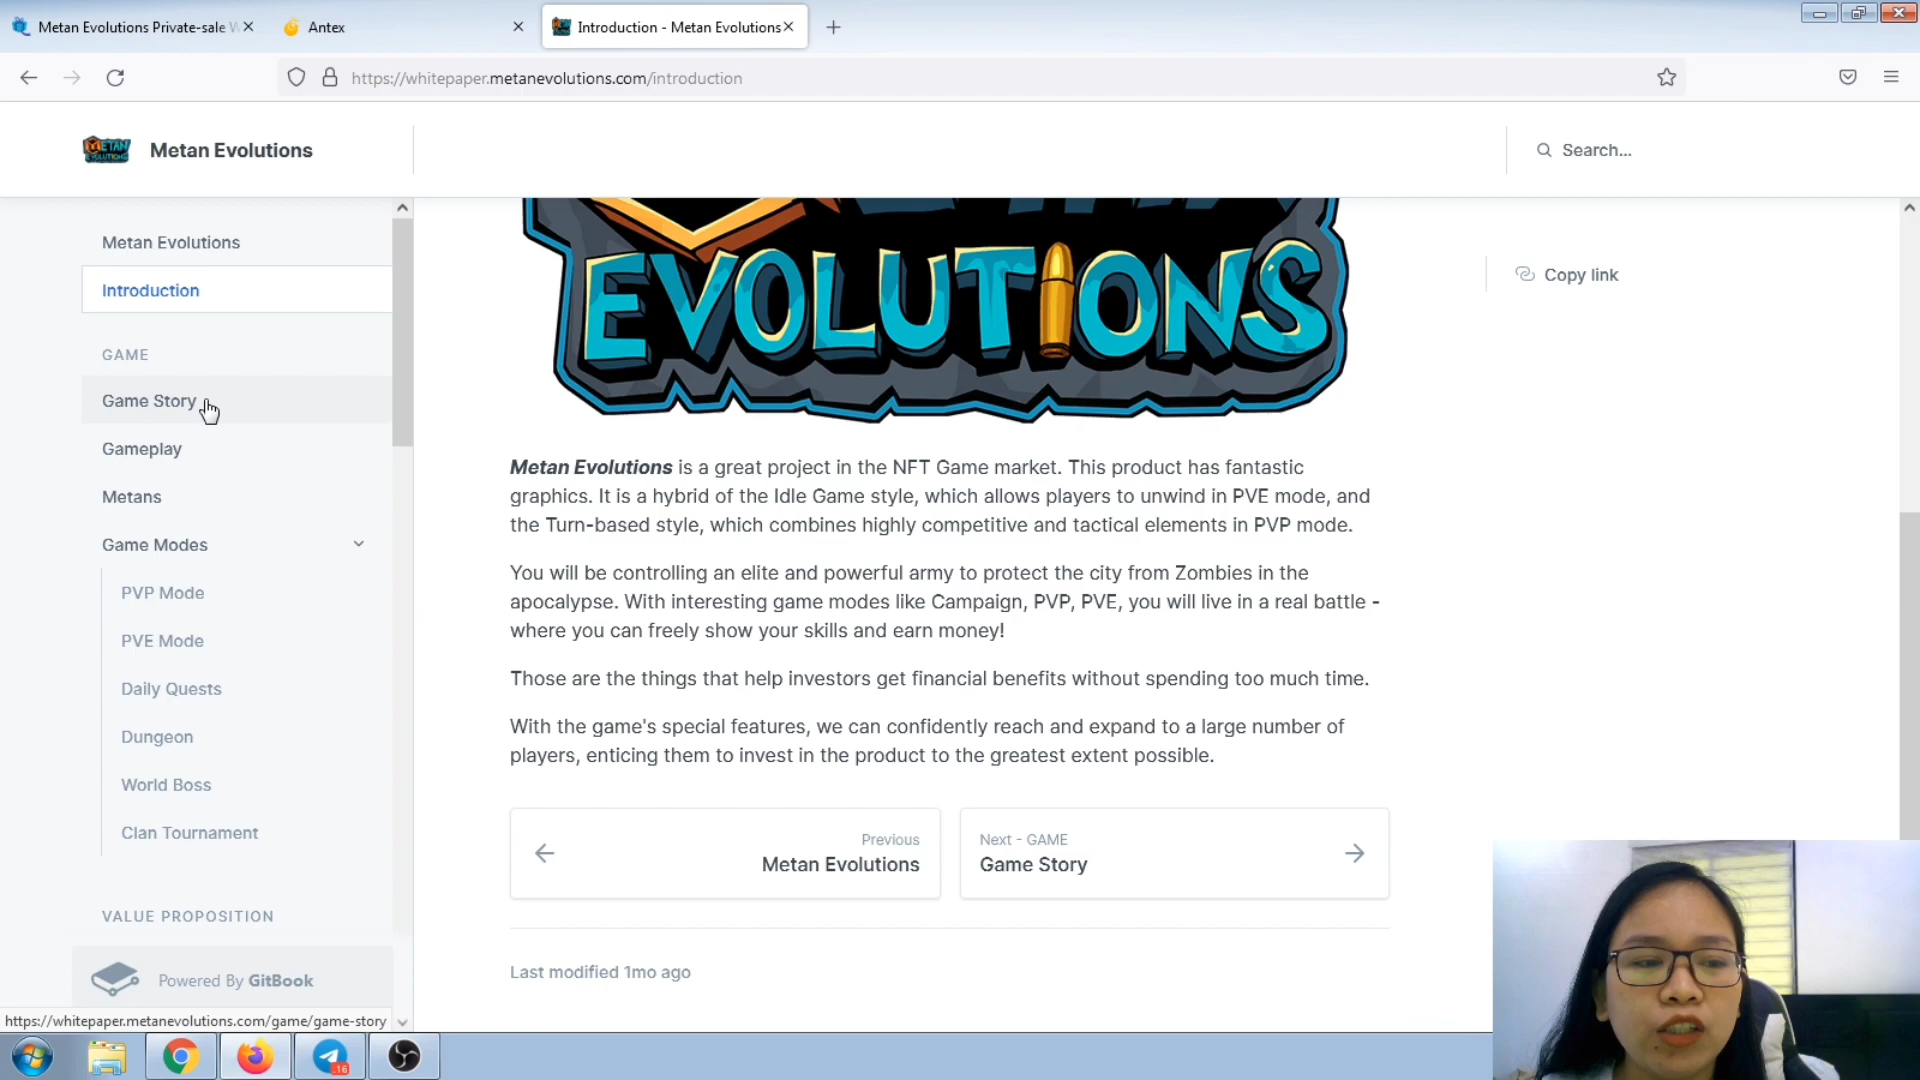 Metan Evolutions Private-sale W
Antex
Introduction - Metan Evolutions
https://whitepaper.metanevolutions.com/introduction
METAN EVOLUTIONS
Metan Evolutions
Search...
Metan Evolutions
Introduction
GAME
Game Story
Gameplay
Metans
Game Modes
PVP Mode
PVE Mode
Daily Quests
Dungeon
World Boss
Clan Tournament
VALUE PROPOSITION
Powered By GitBook
https://whitepaper.metanevolutions.com/game/game-story
EVOLUTIONS
Copy link
Metan Evolutions is a great project in the NFT Game market. This product has fantastic
graphics. It is a hybrid of the Idle Game style, which allows players to unwind in PVE mode, and
the Turn-based style, which combines highly competitive and tactical elements in PVP mode.
You will be controlling an elite and powerful army to protect the city from Zombies in the
apocalypse. With interesting game modes like Campaign, PVP, PVE, you will live in a real battle -
where you can freely show your skills and earn money!
Those are the things that help investors get financial benefits without spending too much time.
With the game's special features, we can confidently reach and expand to a large number of
players, enticing them to invest in the product to the greatest extent possible.
Previous
Metan Evolutions
Next - GAME
Game Story
Last modified 1mo ago
16